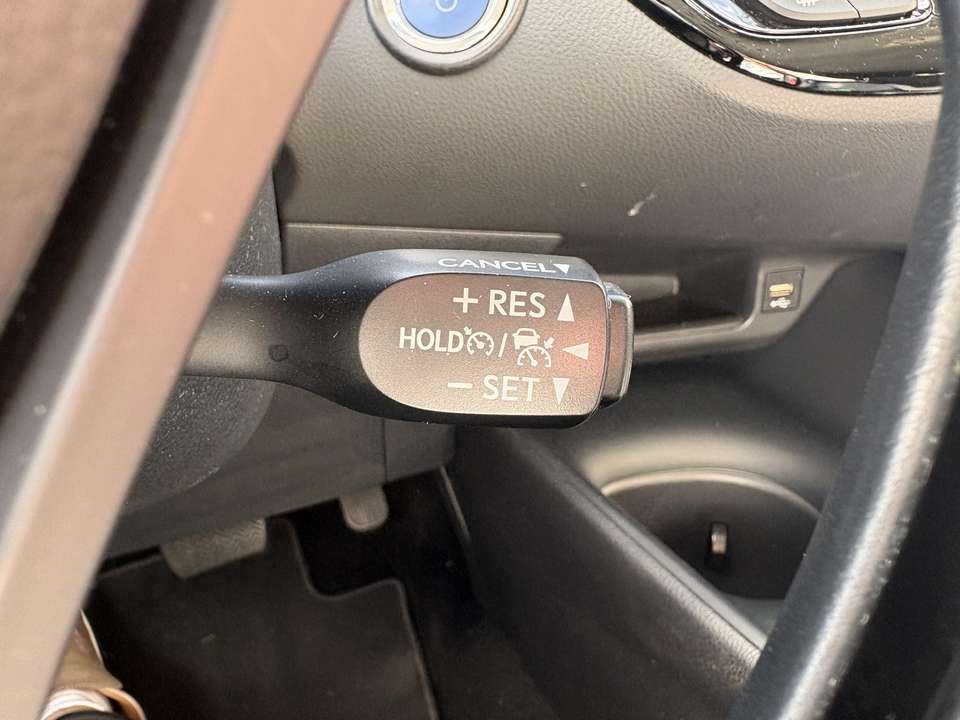 CANCEL▼
+ RES ▲
HOLD / ◀
− SET ▼